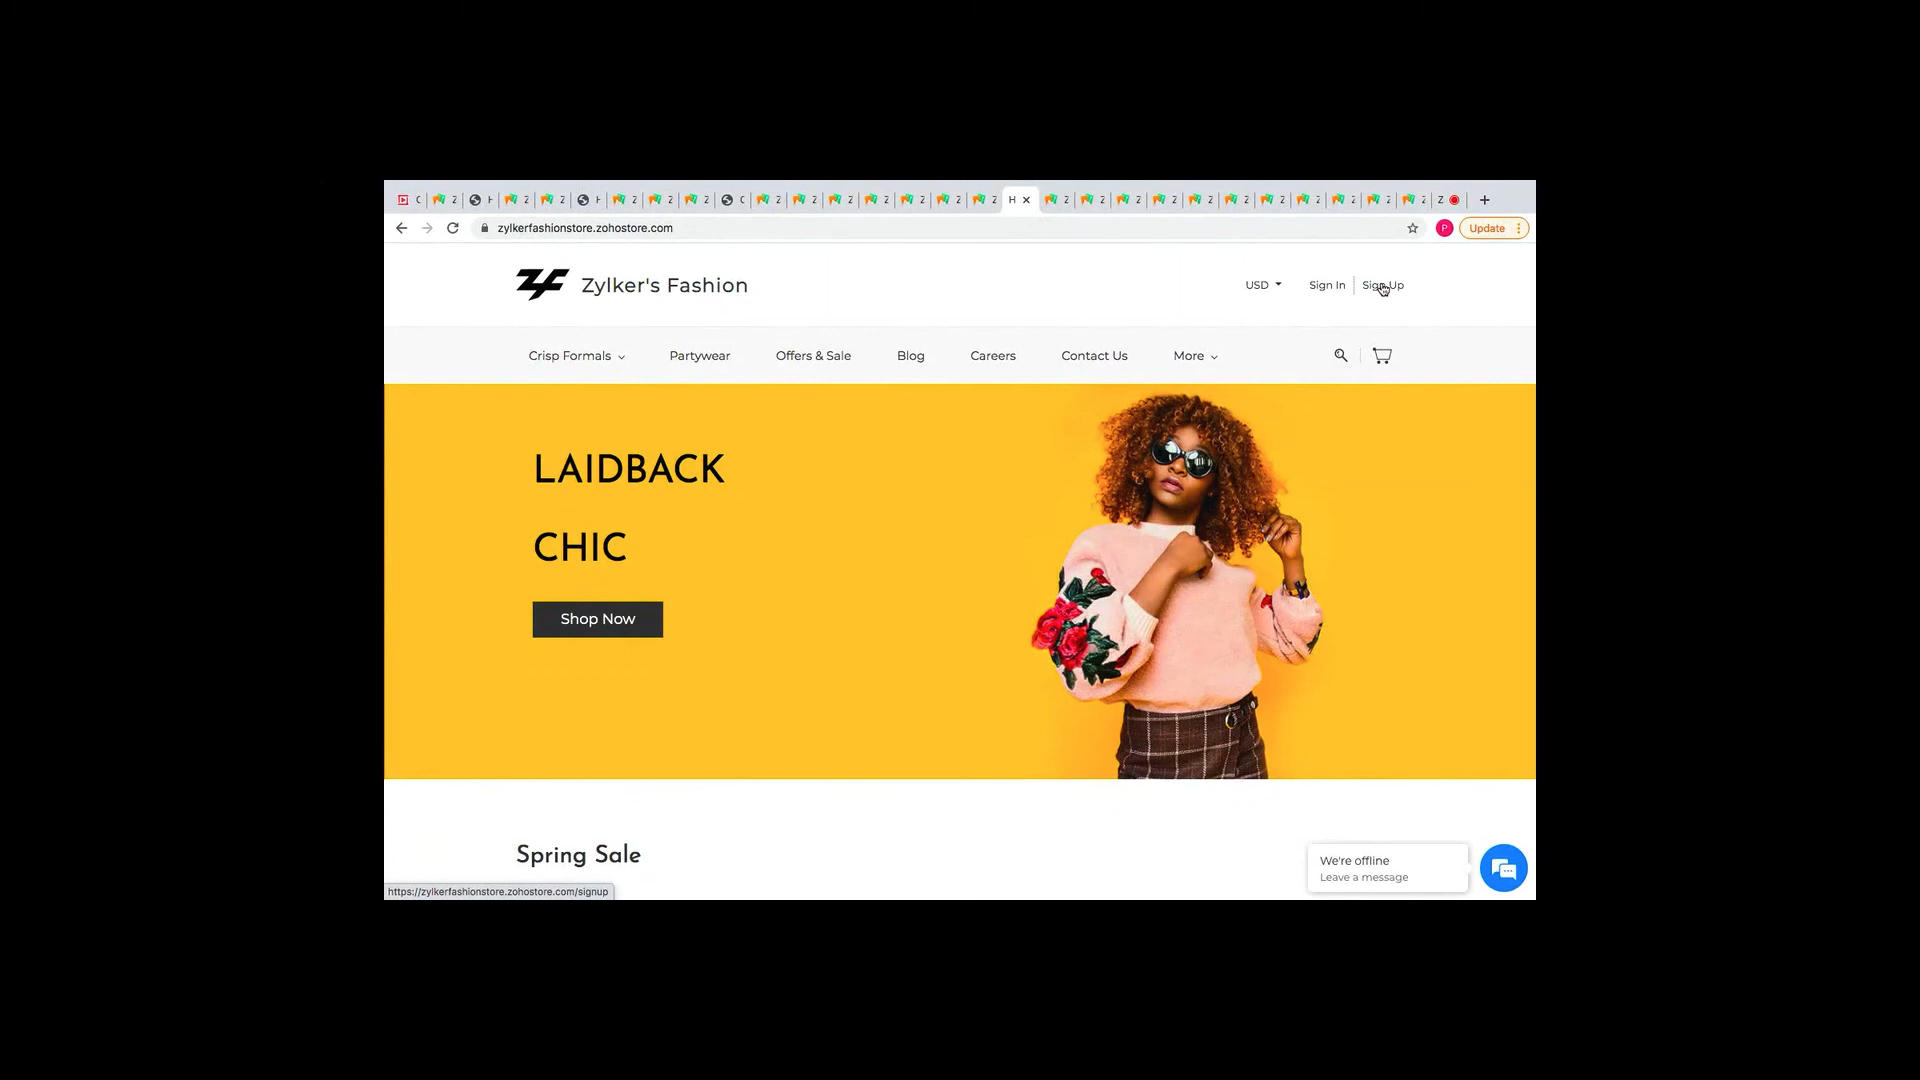 zylkerfashionstore.zohostore.com
Update
Zylker's Fashion
USD
Sign In
Sign Up
Crisp Formals
Partywear
Offers & Sale
Blog
Careers
Contact Us
More
LAIDBACK
CHIC
Shop Now
Spring Sale
We're offline
Leave a message
https://zylkerfashionstore.zohostore.com/signup